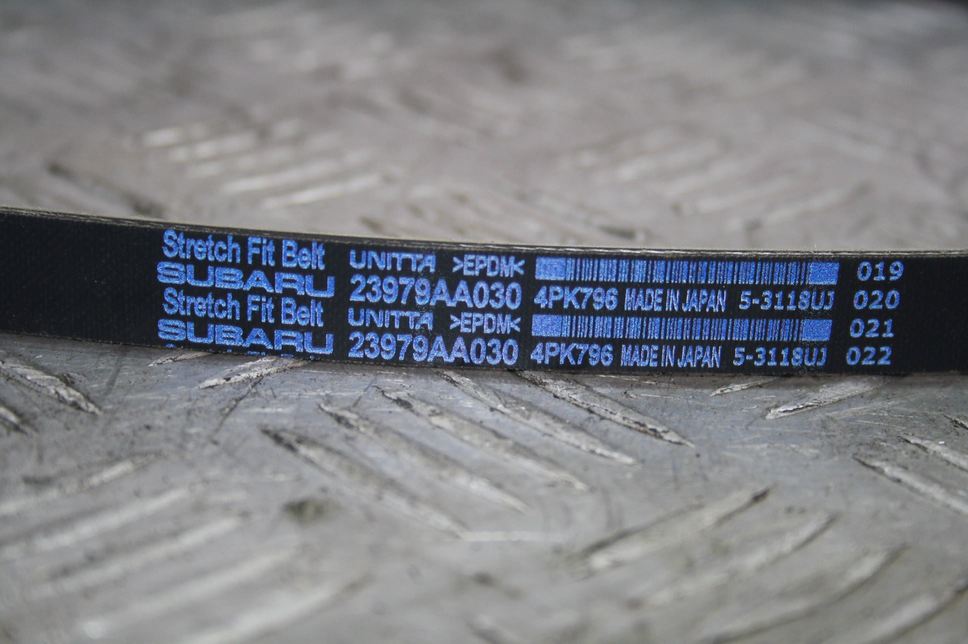 Stretch Fit Belt UNITTA >EPDM< 019
SUBARU 23979AA030 4PK796 MADE IN JAPAN 5-3118UJ 020
Stretch Fit Belt UNITTA >EPDM< 021
SUBARU 23979AA030 4PK796 MADE IN JAPAN 5-3118UJ 022